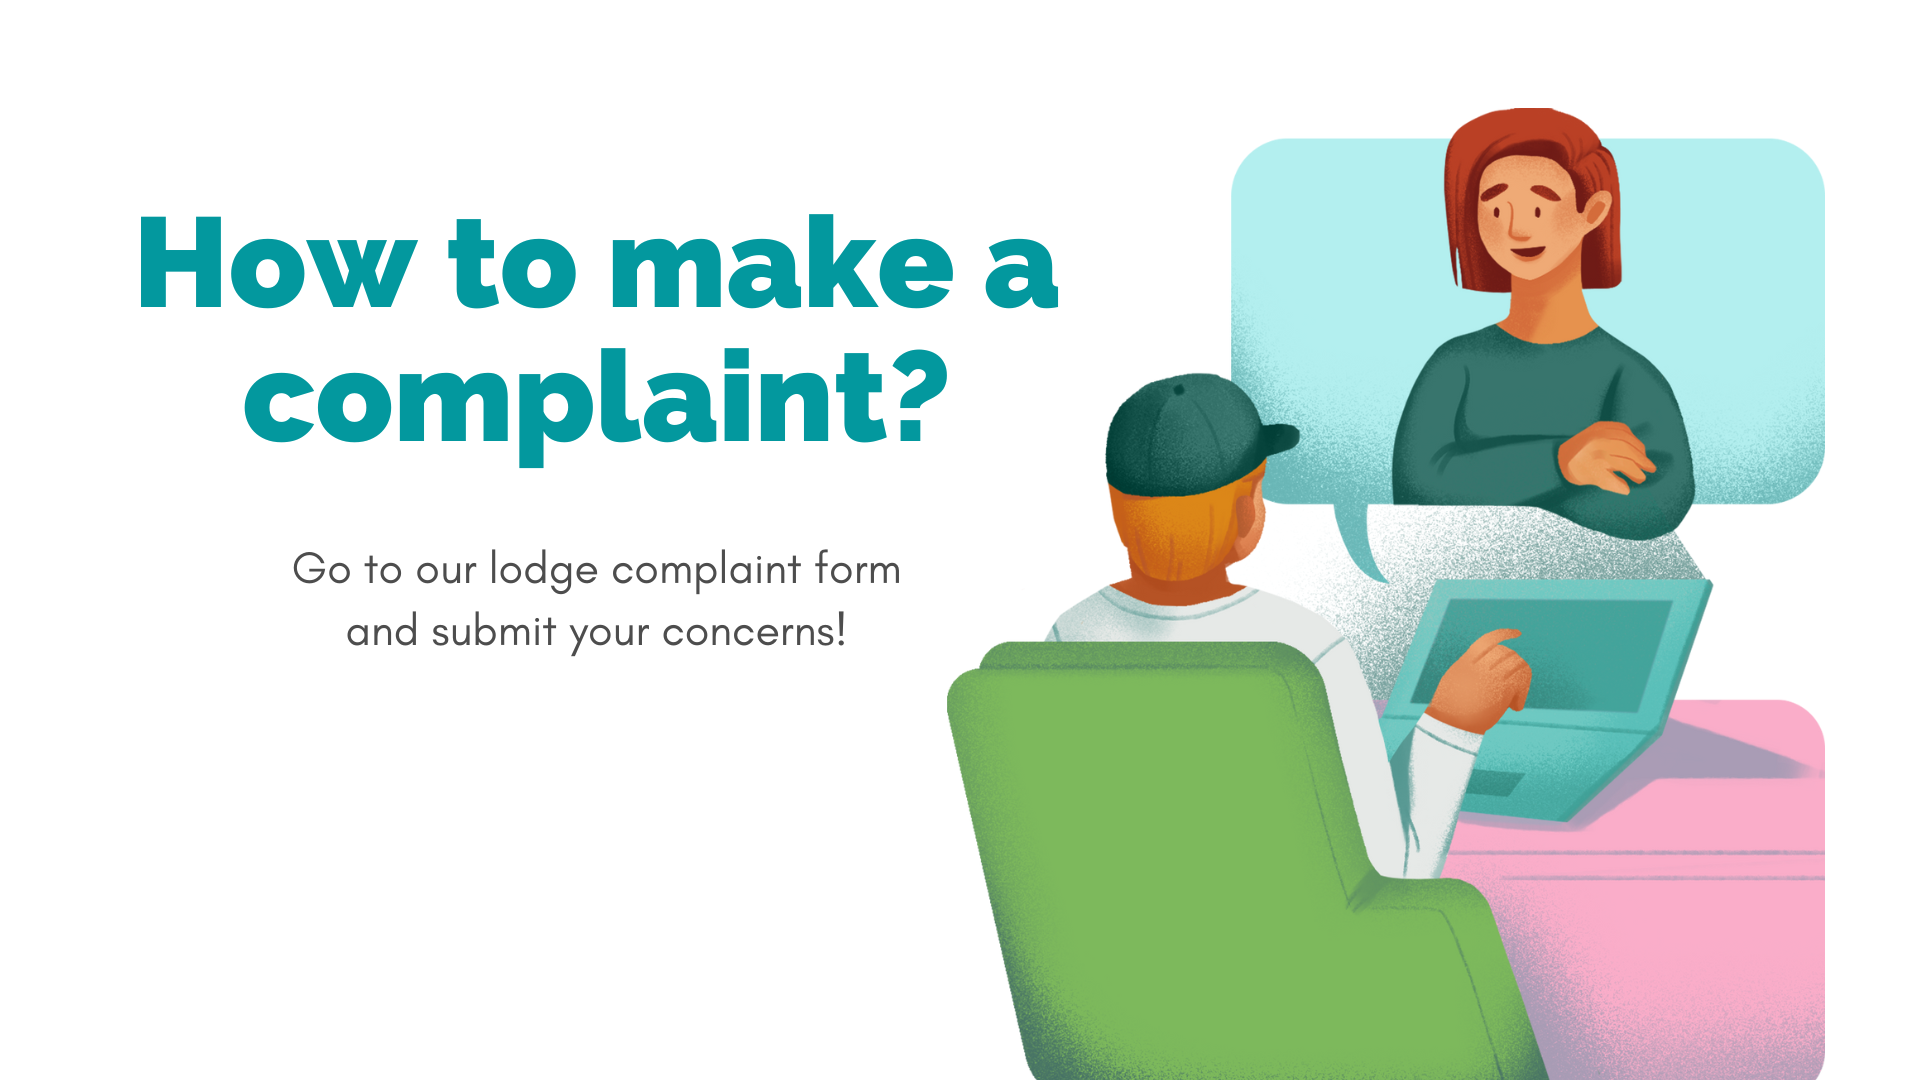 How to make a
complaint?
Go to our lodge complaint form
and submit your concerns!